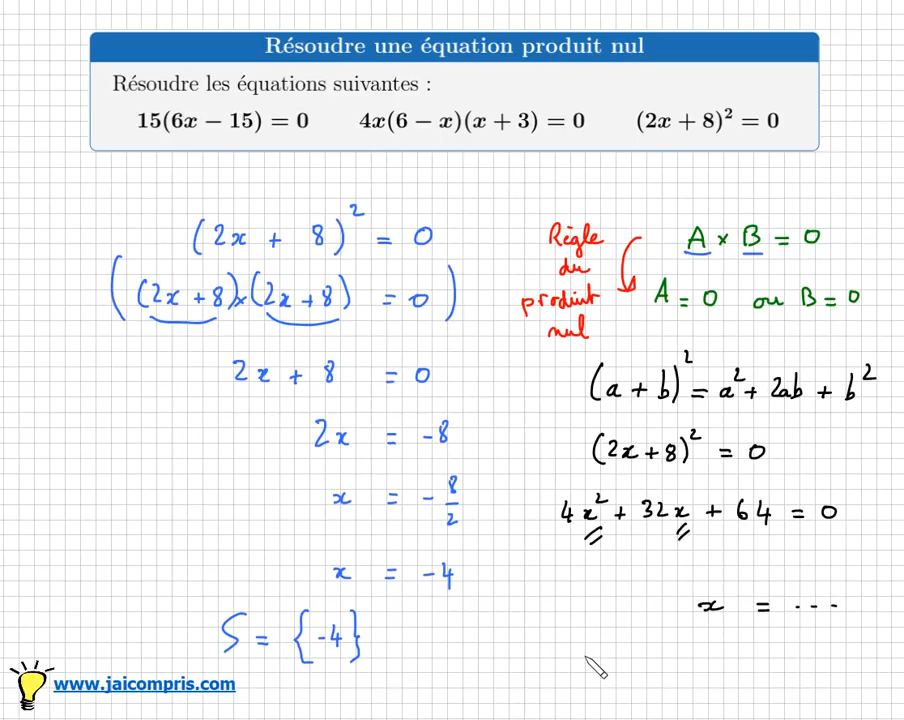 Résoudre une équation produit nul
Résoudre les équations suivantes :
15(6x − 15) = 0    4x(6 − x)(x + 3) = 0    (2x + 8)² = 0
(2x + 8)² = 0
((2x + 8)×(2x + 8) = 0)
2x + 8 = 0
2x = -8
x = - 8/2
x = -4
S = {-4}
Règle
du
produit
nul
A × B = 0
A = 0 ou B = 0
(a + b)² = a² + 2ab + b²
(2x + 8)² = 0
4x² + 32x + 64 = 0
x = ...
www.jaicompris.com